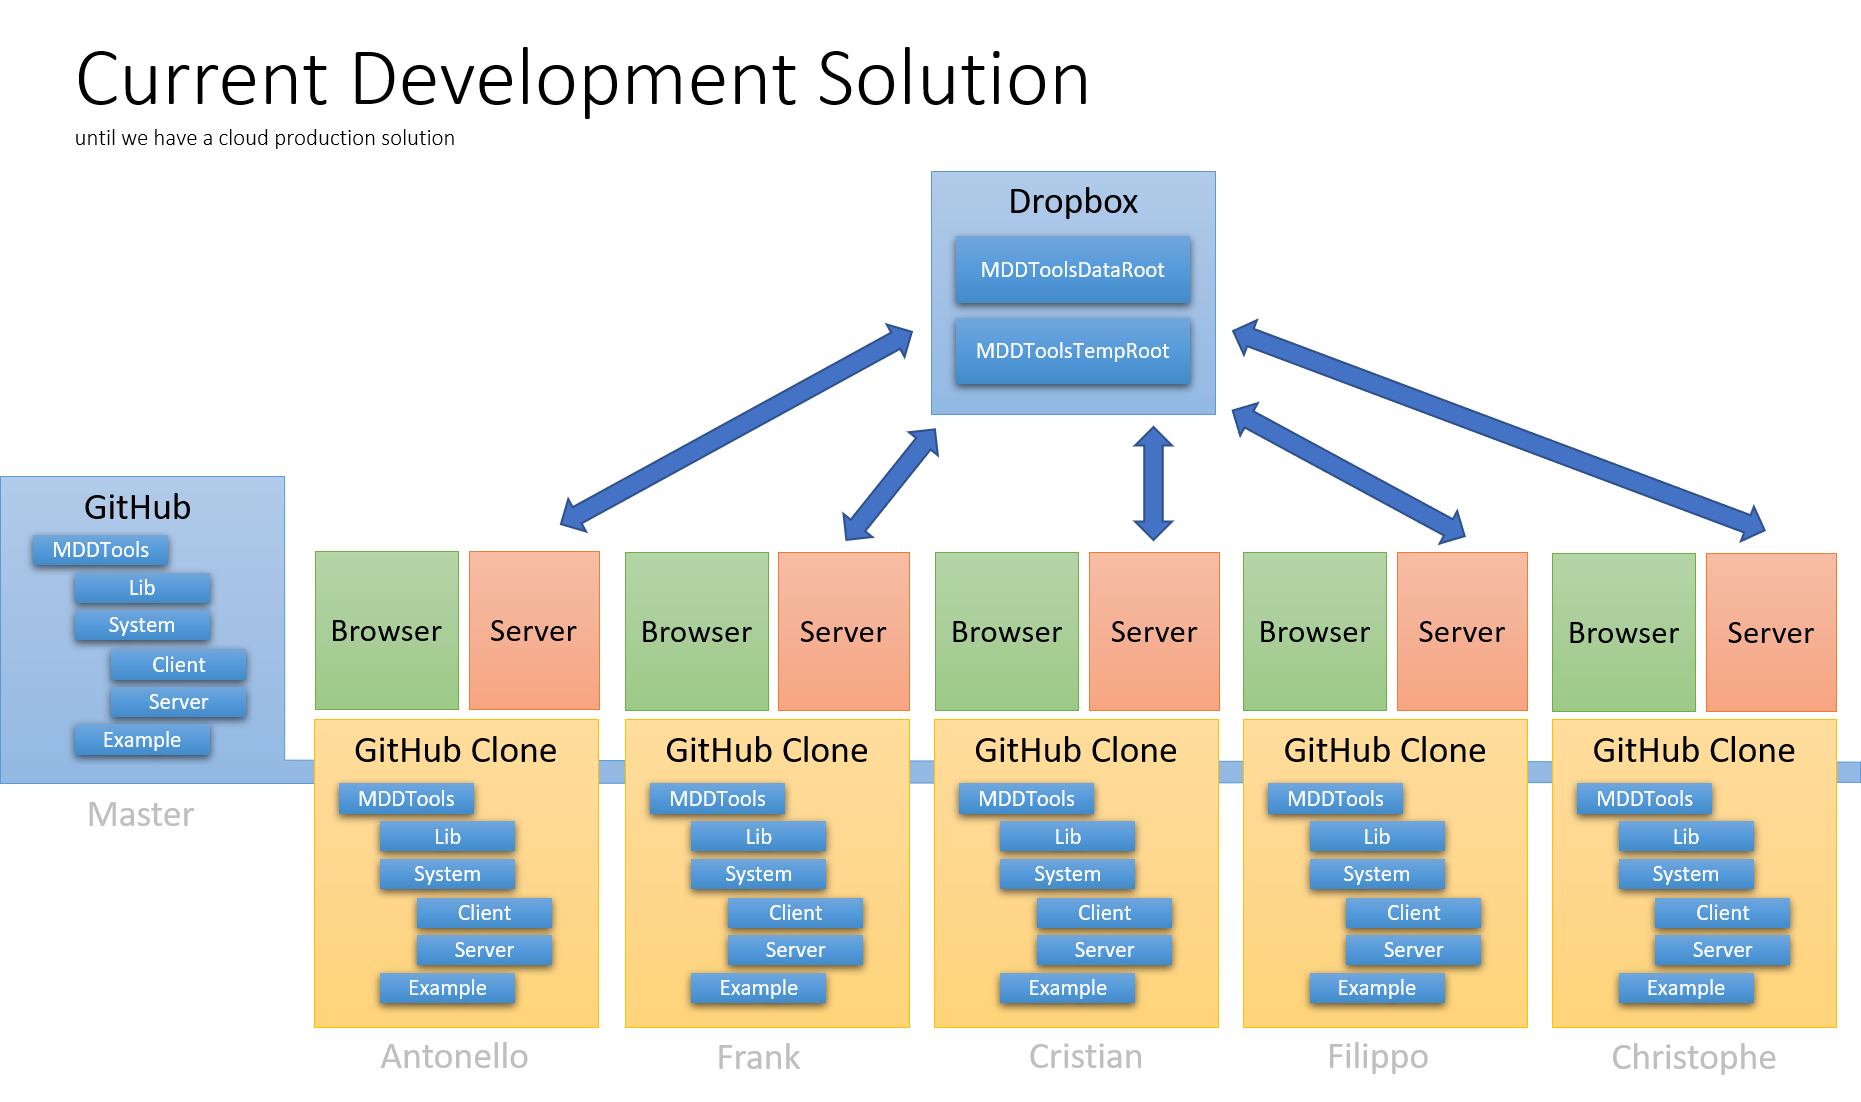 Current Development Solution
until we have a cloud production solution
Dropbox
MDDToolsDataRoot
MDDToolsTempRoot
GitHub
MDDTools
Lib
System
Client
Server
Example
Master
Browser
Server
GitHub Clone
MDDTools
Lib
System
Client
Server
Example
Antonello
Browser
Server
GitHub Clone
MDDTools
Lib
System
Client
Server
Example
Frank
Browser
Server
GitHub Clone
MDDTools
Lib
System
Client
Server
Example
Cristian
Browser
Server
GitHub Clone
MDDTools
Lib
System
Client
Server
Example
Filippo
Browser
Server
GitHub Clone
MDDTools
Lib
System
Client
Server
Example
Christophe